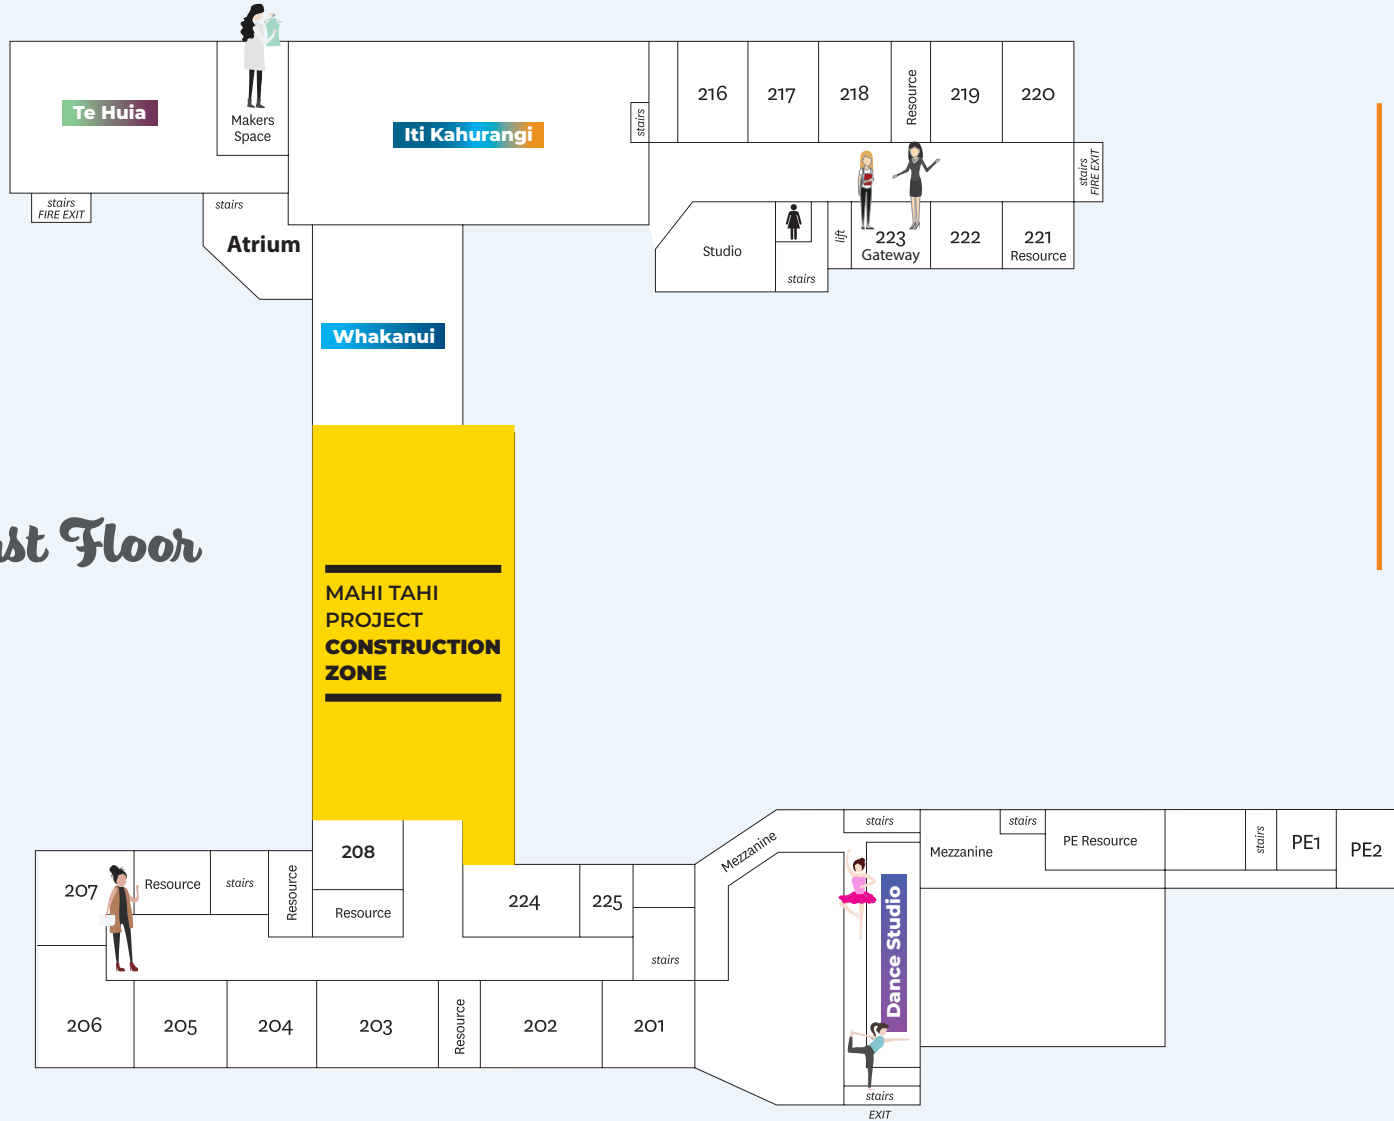 Te Huia
Makers
Space
Iti Kahurangi
stairs
216
217
218
Resource
219
220
stairs
FIRE EXIT
stairs
FIRE EXIT
stairs
Atrium
Studio
stairs
lift
223
Gateway
222
221
Resource
Whakanui
Floor
MAHI TAHI
PROJECT
CONSTRUCTION
ZONE
207
Resource
stairs
Resource
208
Resource
224
225
stairs
206
205
204
203
Resource
202
201
Mezzanine
stairs
Dance Studio
stairs
EXIT
Mezzanine
stairs
PE Resource
stairs
PE1
PE2